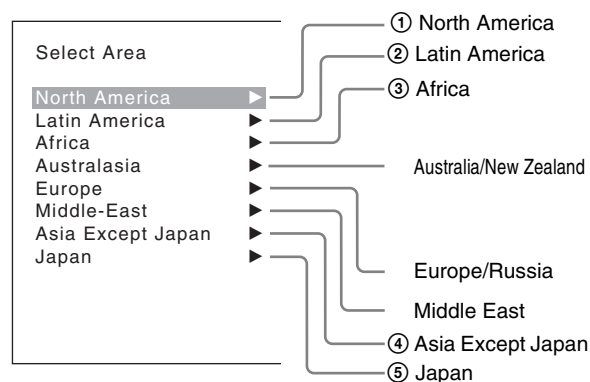 Select Area
North America
Latin America
Africa
Australasia
Europe
Middle-East
Asia Except Japan
Japan
① North America
② Latin America
③ Africa
Australia/New Zealand
Europe/Russia
Middle East
④ Asia Except Japan
⑤ Japan